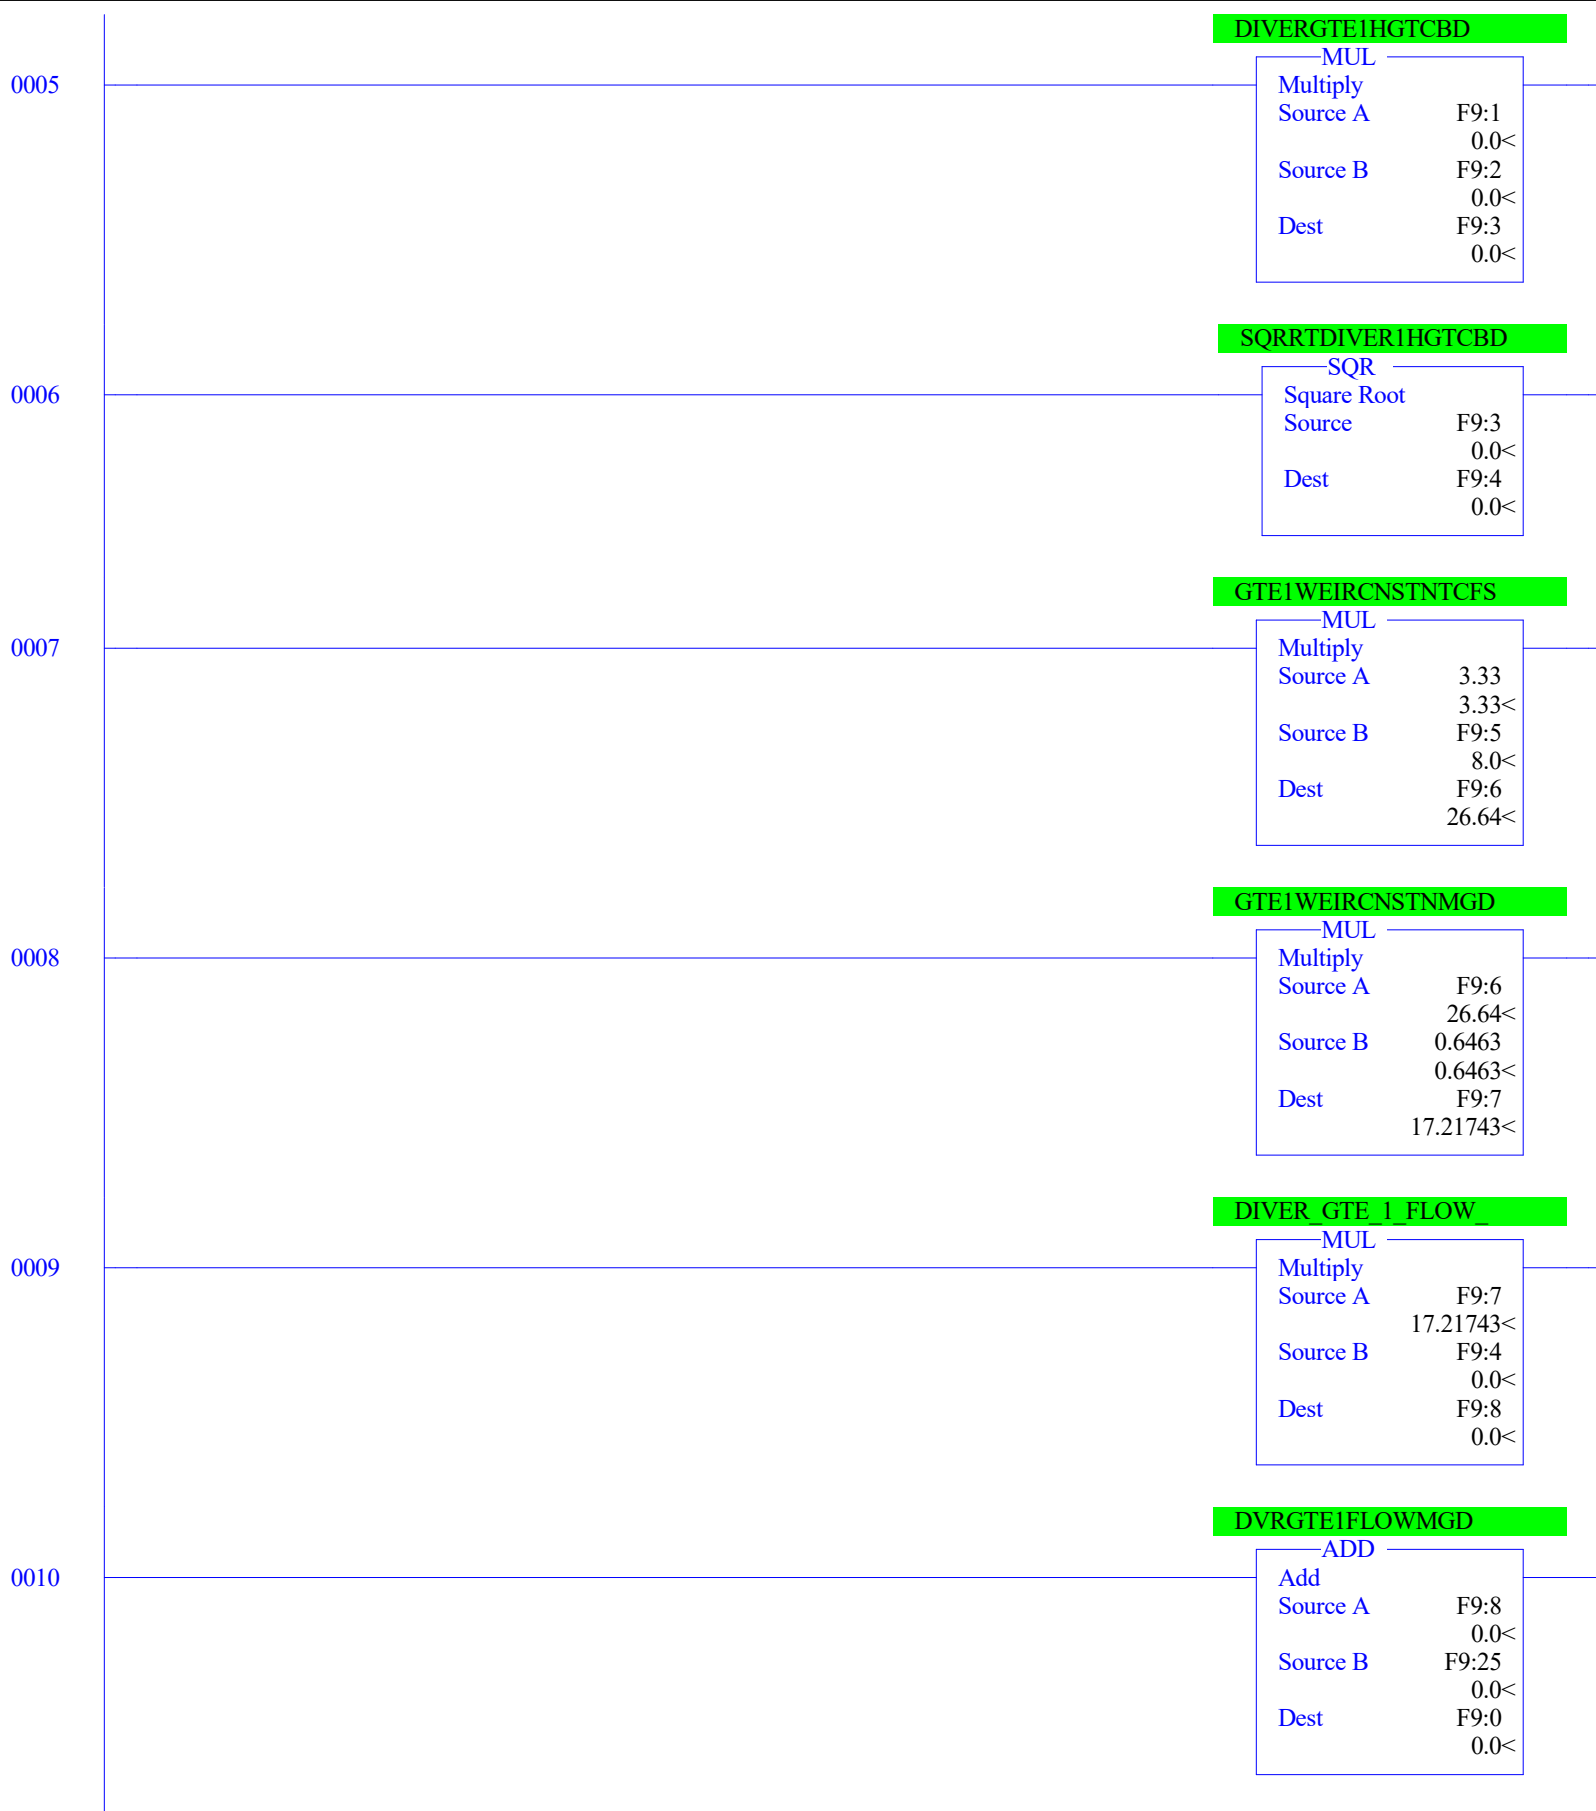 DIVERGTE1HGTCBD
MUL
0005
Multiply
Source A F9:1
0.0<
Source B F9:2
0.0<
Dest F9:3
0.0<
SQRRTDIVER1HGTCBD
SQR
0006
Square Root
Source F9:3
0.0<
Dest F9:4
0.0<
GTE1WEIRCNSTNTCFS
MUL
0007
Multiply
Source A 3.33
3.33<
Source B F9:5
8.0<
Dest F9:6
26.64<
GTE1WEIRCNSTNMGD
MUL
0008
Multiply
Source A F9:6
26.64<
Source B 0.6463
0.6463<
Dest F9:7
17.21743<
DIVER_GTE_1_FLOW_
MUL
0009
Multiply
Source A F9:7
17.21743<
Source B F9:4
0.0<
Dest F9:8
0.0<
DVRGTE1FLOWMGD
ADD
0010
Add
Source A F9:8
0.0<
Source B F9:25
0.0<
Dest F9:0
0.0<